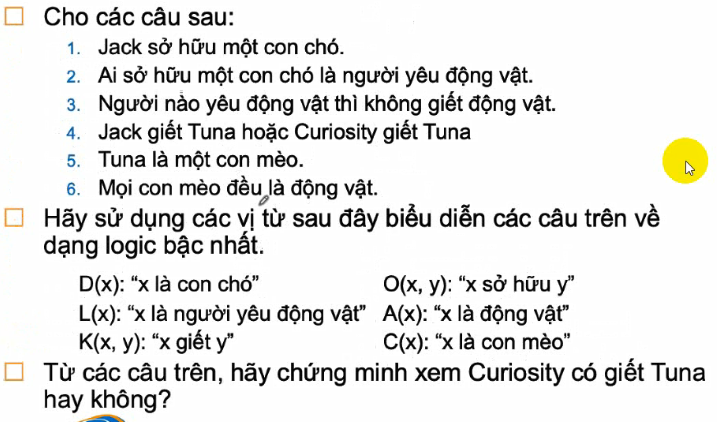 Cho các câu sau:
1. Jack sở hữu một con chó.
2. Ai sở hữu một con chó là người yêu động vật.
3. Người nào yêu động vật thì không giết động vật.
4. Jack giết Tuna hoặc Curiosity giết Tuna
5. Tuna là một con mèo.
6. Mọi con mèo đều là động vật.
Hãy sử dụng các vị từ sau đây biểu diễn các câu trên về
dạng logic bậc nhất.
D(x): “x là con chó” O(x, y): “x sở hữu y”
L(x): “x là người yêu động vật” A(x): “x là động vật”
K(x, y): “x giết y” C(x): “x là con mèo”
Từ các câu trên, hãy chứng minh xem Curiosity có giết Tuna
hay không?